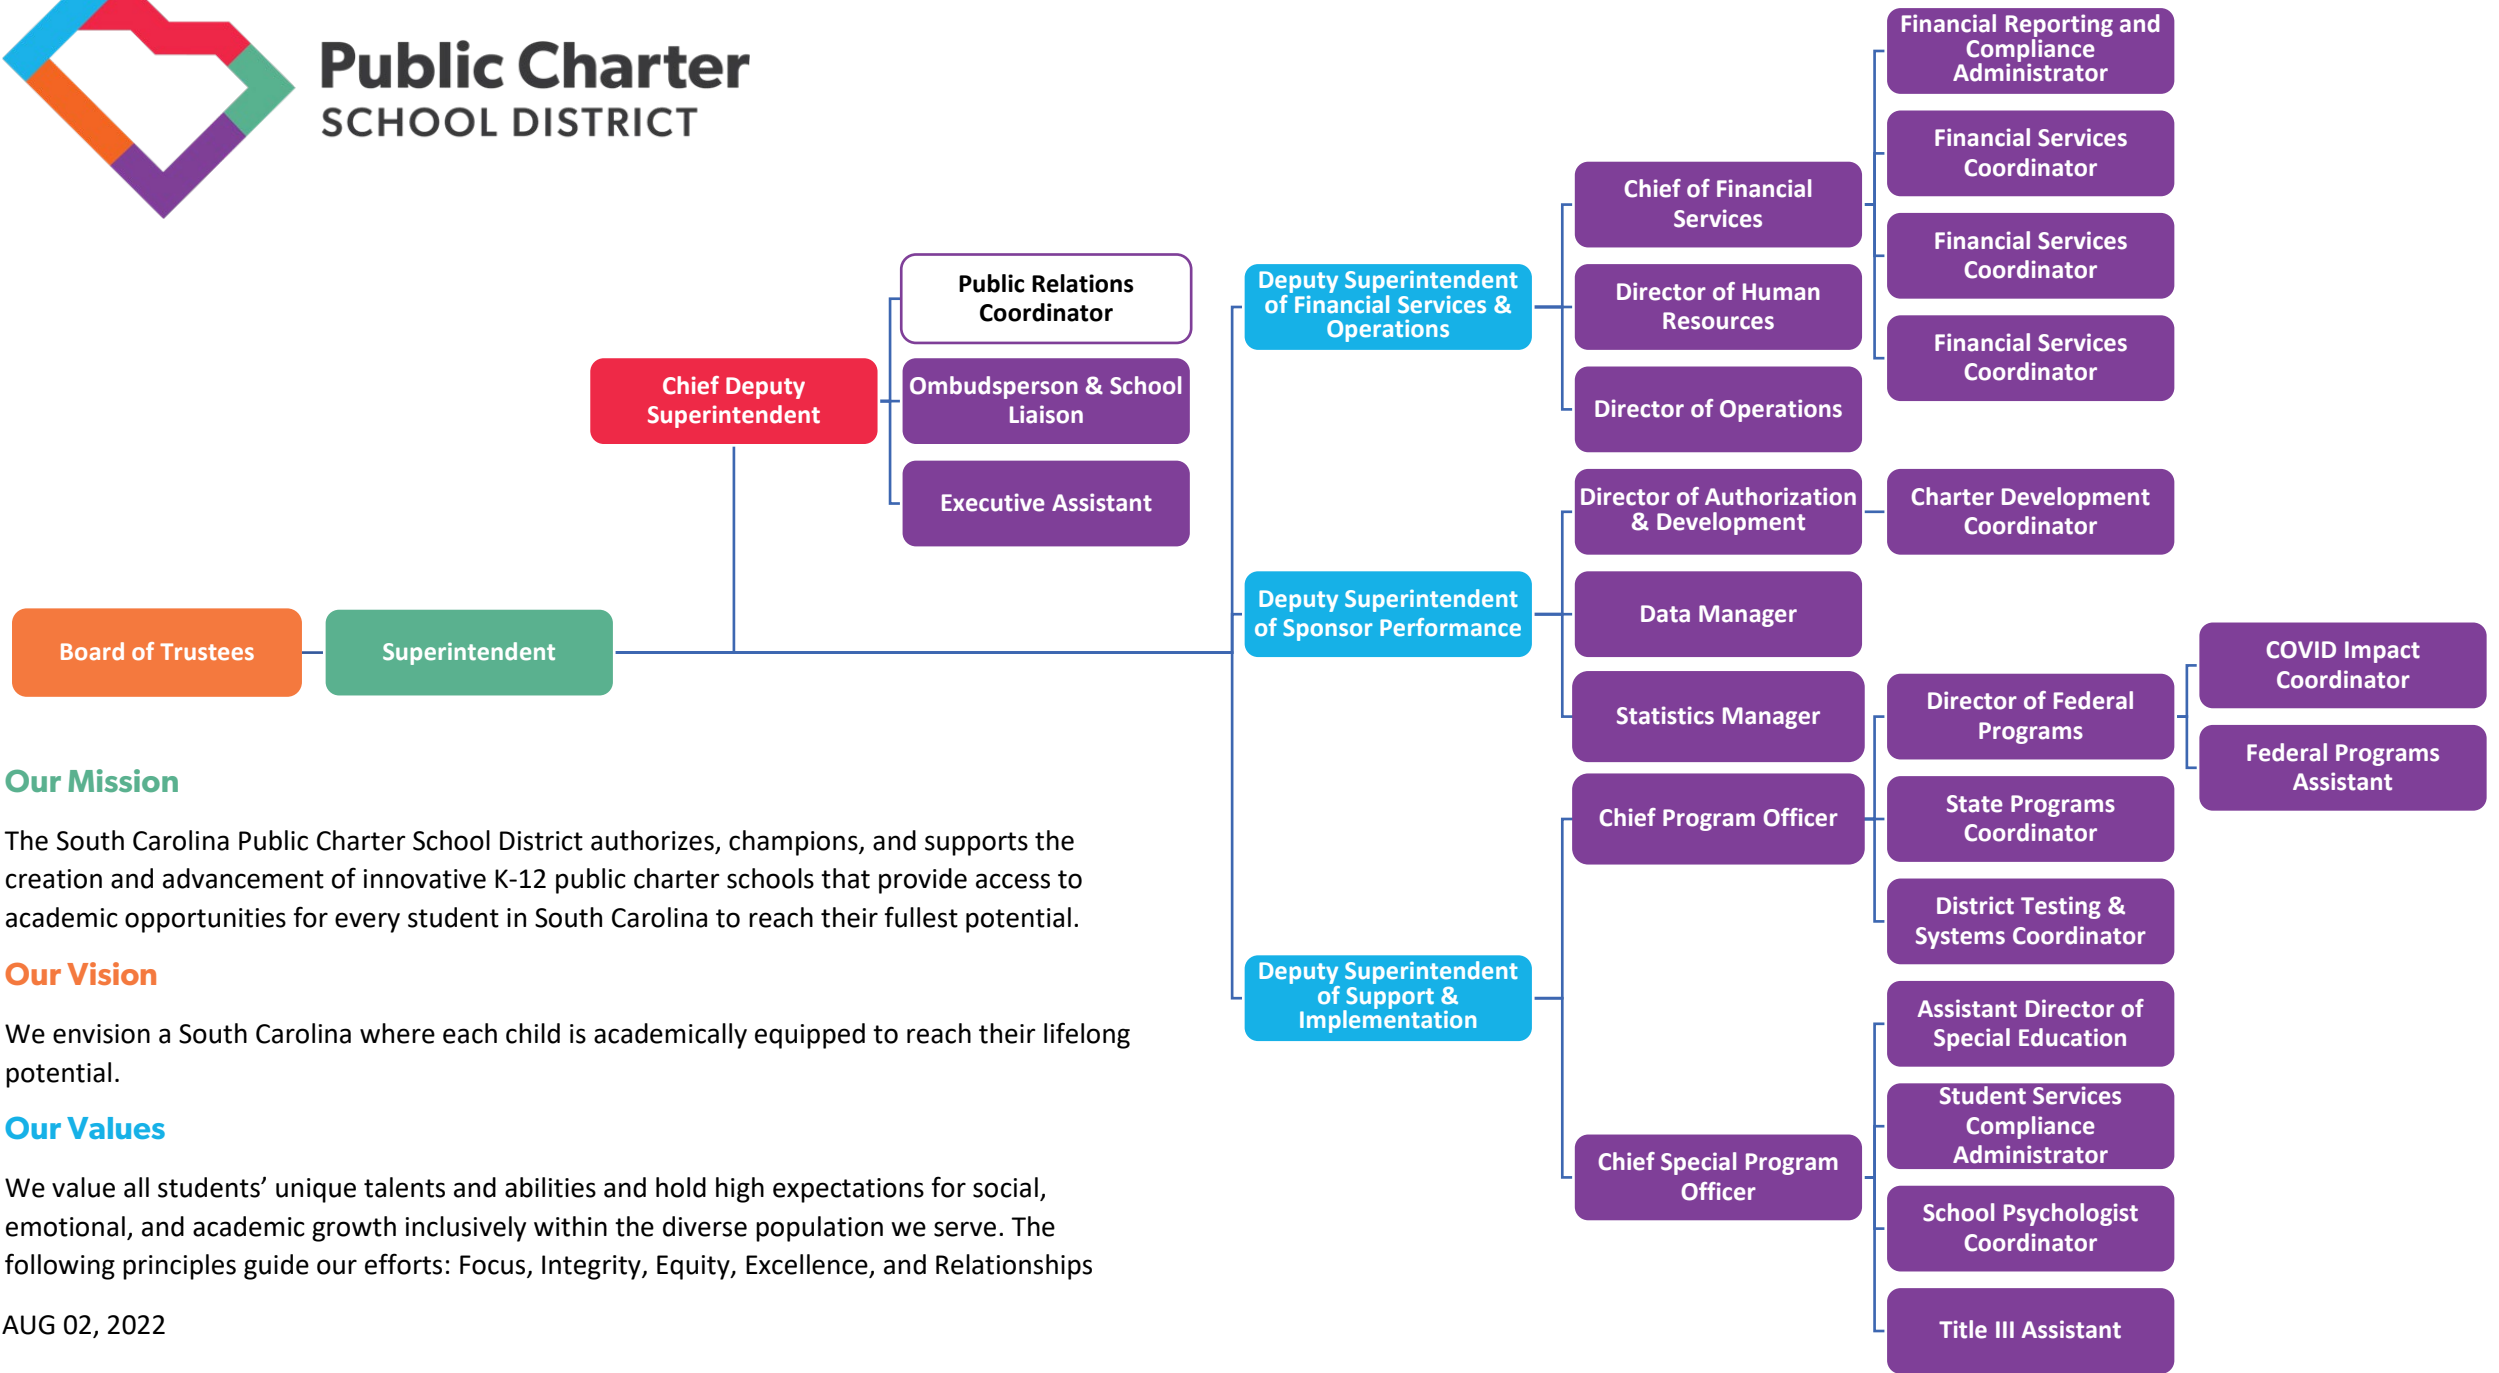 Public Charter
SCHOOL DISTRICT
Board of Trustees
Superintendent
Chief Deputy
Superintendent
Public Relations
Coordinator
Ombudsperson & School
Liaison
Executive Assistant
Deputy Superintendent
of Financial Services &
Operations
Chief of Financial
Services
Financial Reporting and
Compliance
Administrator
Financial Services
Coordinator
Financial Services
Coordinator
Financial Services
Coordinator
Director of Human
Resources
Director of Operations
Deputy Superintendent
of Sponsor Performance
Director of Authorization
& Development
Charter Development
Coordinator
Data Manager
Statistics Manager
Deputy Superintendent
of Support &
Implementation
Chief Program Officer
Director of Federal
Programs
COVID Impact
Coordinator
Federal Programs
Assistant
State Programs
Coordinator
District Testing &
Systems Coordinator
Chief Special Program
Officer
Assistant Director of
Special Education
Student Services
Compliance
Administrator
School Psychologist
Coordinator
Title III Assistant
Our Mission
The South Carolina Public Charter School District authorizes, champions, and supports the
creation and advancement of innovative K-12 public charter schools that provide access to
academic opportunities for every student in South Carolina to reach their fullest potential.
Our Vision
We envision a South Carolina where each child is academically equipped to reach their lifelong
potential.
Our Values
We value all students’ unique talents and abilities and hold high expectations for social,
emotional, and academic growth inclusively within the diverse population we serve. The
following principles guide our efforts: Focus, Integrity, Equity, Excellence, and Relationships
AUG 02, 2022